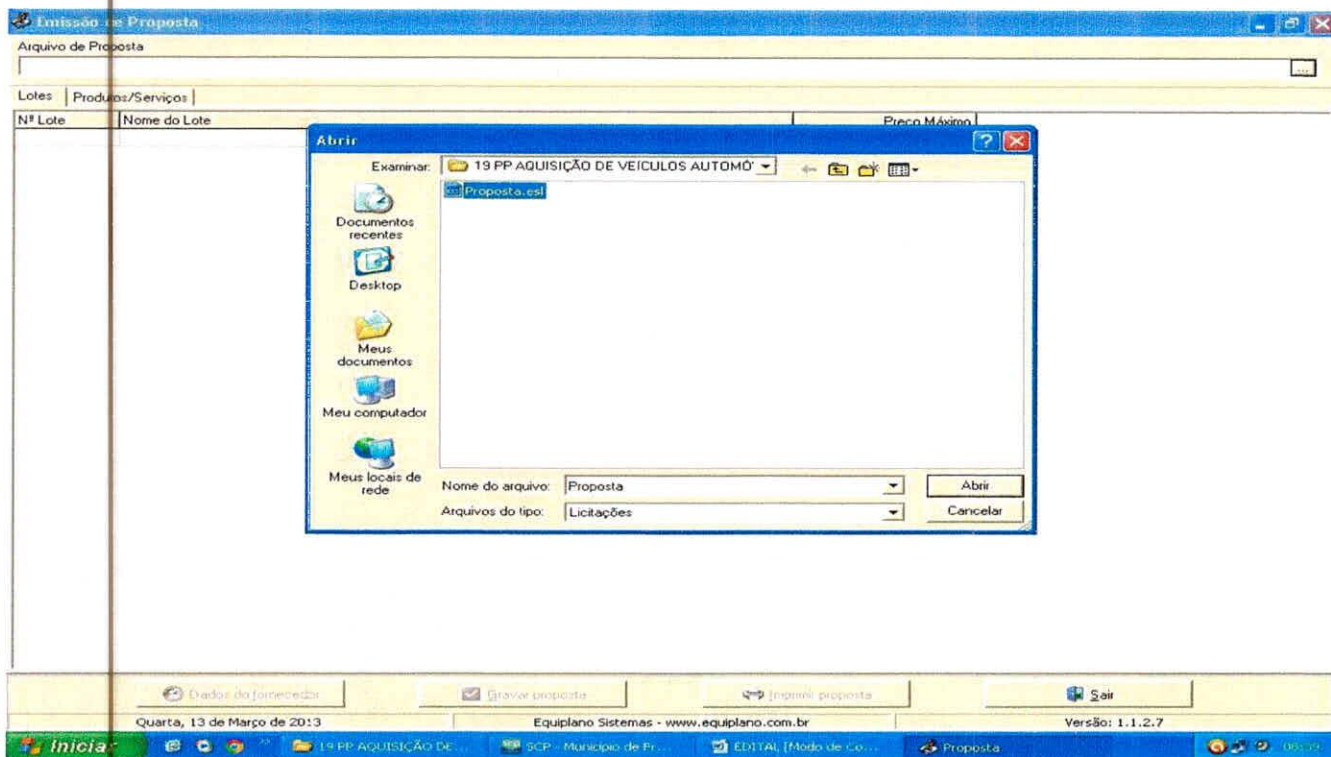 Emissão de Proposta
Arquivo de Proposta
...
Lotes Produtos/Serviços
Nº Lote Nome do Lote Preço Máximo
Abrir
Examinar: 19 PP AQUISIÇÃO DE VEÍCULOS AUTOMÓ
Proposta.esl
Documentos recentes
Desktop
Meus documentos
Meu computador
Meus locais de rede
Nome do arquivo: Proposta Abrir
Arquivos do tipo: Licitações Cancelar
Dados do fornecedor Gravar proposta Imprimir proposta Sair
Quarta, 13 de Março de 2013 Equiplano Sistemas - www.equiplano.com.br Versão: 1.1.2.7
Iniciar 19 PP AQUISIÇÃO DE... SCP - Município de Pr... EDITAL [Modo de Co... Proposta